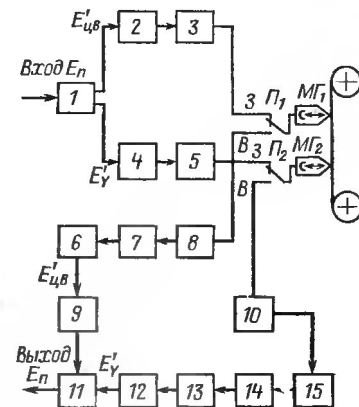 E'цв
2
3
Вход Eп
1
З
П₁
МГ₁
E'Y
4
5
В
З
П₂
МГ₂
В
6
7
8
E'цв
9
10
Выход
Eп
11
E'Y
12
13
14
15